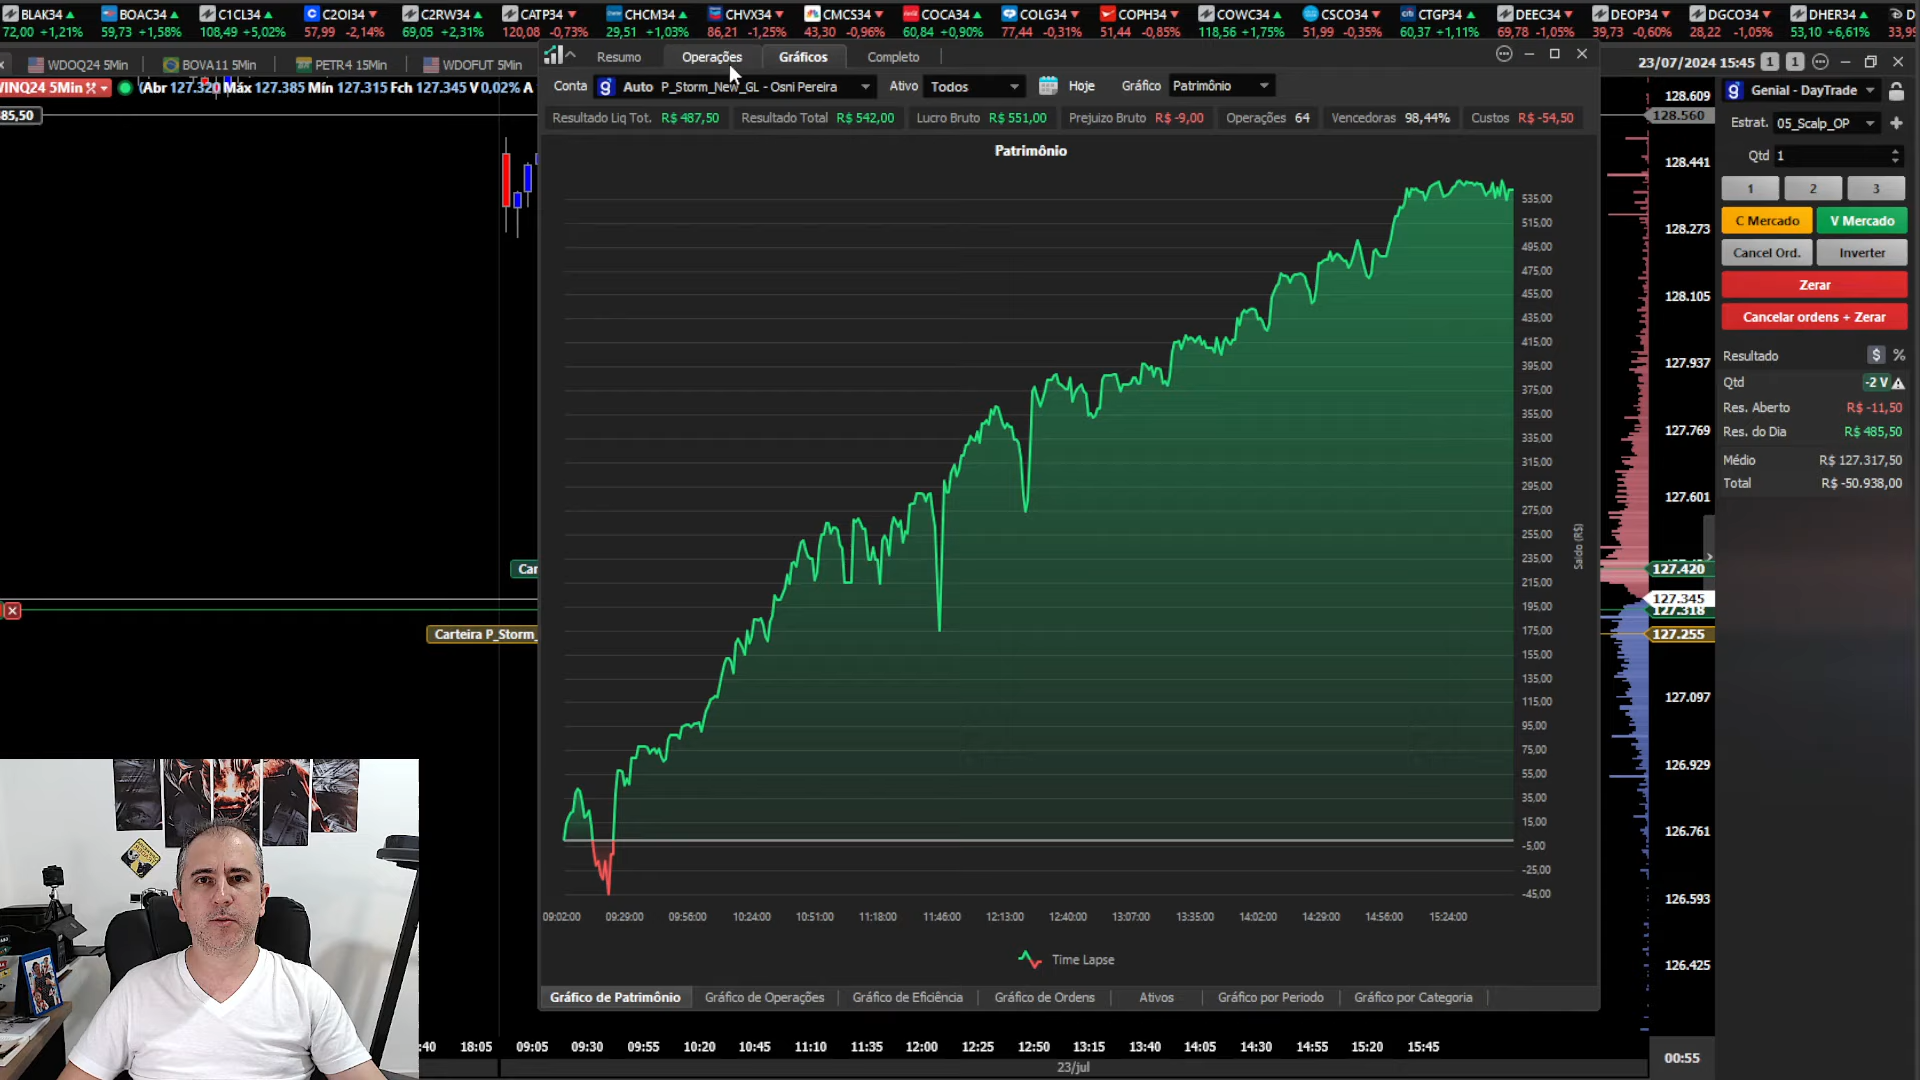 BLAK34 BOAC34 C1CL34 C2OI34 C2RW34 CATP34 CHCM34 CHVX34 CMCS34 COCA34 COLG34 COPH34 COWC34 CSCO34 CTGP34 DEEC34 DEOP34 DGCO34 DHER34
72,00 +1,21% 59,73 +1,58% 108,49 +5,02% 57,99 -2,14% 69,05 +2,31% 120,08 -0,73% 29,51 +1,03% 86,21 -1,25% 43,30 -0,96% 60,84 +0,90% 77,44 -0,31% 51,44 -0,85% 118,56 +1,75% 51,99 -0,35% 60,37 +1,11% 69,78 -1,05% 39,73 -0,60% 28,22 -1,05% 53,10 +6,61% 33,99
WDOQ24 5Min BOVA11 5Min PETR4 15Min WDOFUT 5Min
WINQ24 5Min (Abr 127.320 Máx 127.385 Mín 127.315 Fch 127.345 V 0,02% A
85,50
Resumo Operações Gráficos Completo
Conta Auto P_Storm_New_GL - Osni Pereira Ativo Todos Hoje Gráfico Patrimônio
Resultado Liq Tot. R$ 487,50 Resultado Total R$ 542,00 Lucro Bruto R$ 551,00 Prejuizo Bruto R$ -9,00 Operações 64 Vencedoras 98,44% Custos R$ -54,50
Patrimônio
535,00
515,00
495,00
475,00
455,00
435,00
415,00
395,00
375,00
355,00
335,00
315,00
295,00
275,00
255,00
235,00
215,00
195,00
175,00
155,00
135,00
115,00
95,00
75,00
55,00
35,00
15,00
-5,00
-25,00
-45,00
Saldo (R$)
09:02:00 09:29:00 09:56:00 10:24:00 10:51:00 11:18:00 11:46:00 12:13:00 12:40:00 13:07:00 13:35:00 14:02:00 14:29:00 14:56:00 15:24:00
Time Lapse
Gráfico de Patrimônio Gráfico de Operações Gráfico de Eficiência Gráfico de Ordens Ativos Gráfico por Periodo Gráfico por Categoria
Car
Carteira P_Storm_
:40 18:05 09:05 09:30 09:55 10:20 10:45 11:10 11:35 12:00 12:25 12:50 13:15 13:40 14:05 14:30 14:55 15:20 15:45
23/jul
23/07/2024 15:45 1 1
128.609
128.560
128.441
128.273
128.105
127.937
127.769
127.601
127.420
127.345
127.318
127.255
127.097
126.929
126.761
126.593
126.425
00:55
Genial - DayTrade
Estrat. 05_Scalp_OP
Qtd 1
1 2 3
C Mercado V Mercado
Cancel Ord. Inverter
Zerar
Cancelar ordens + Zerar
Resultado $ %
Qtd -2 V
Res. Aberto R$ -11,50
Res. do Dia R$ 485,50
Médio R$ 127.317,50
Total R$ -50.938,00